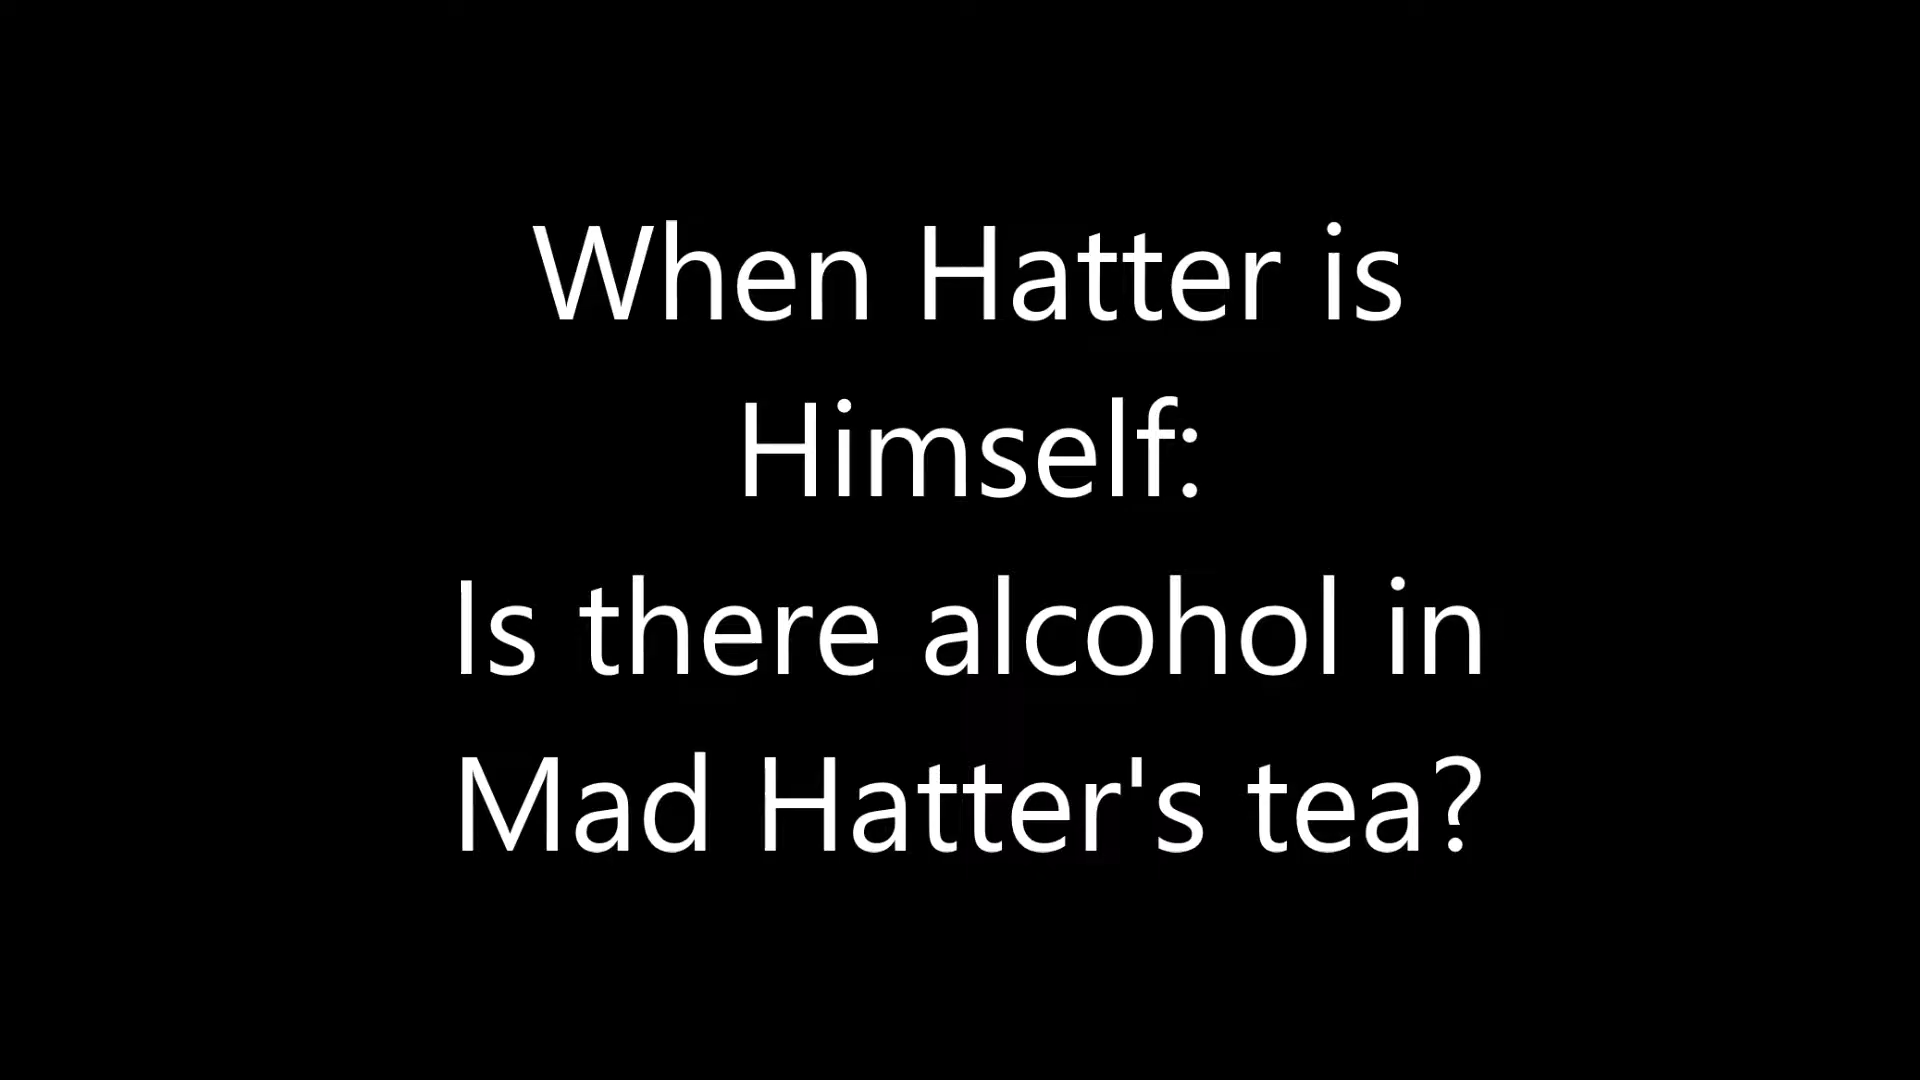 When Hatter is
Himself:
Is there alcohol in
Mad Hatter's tea?